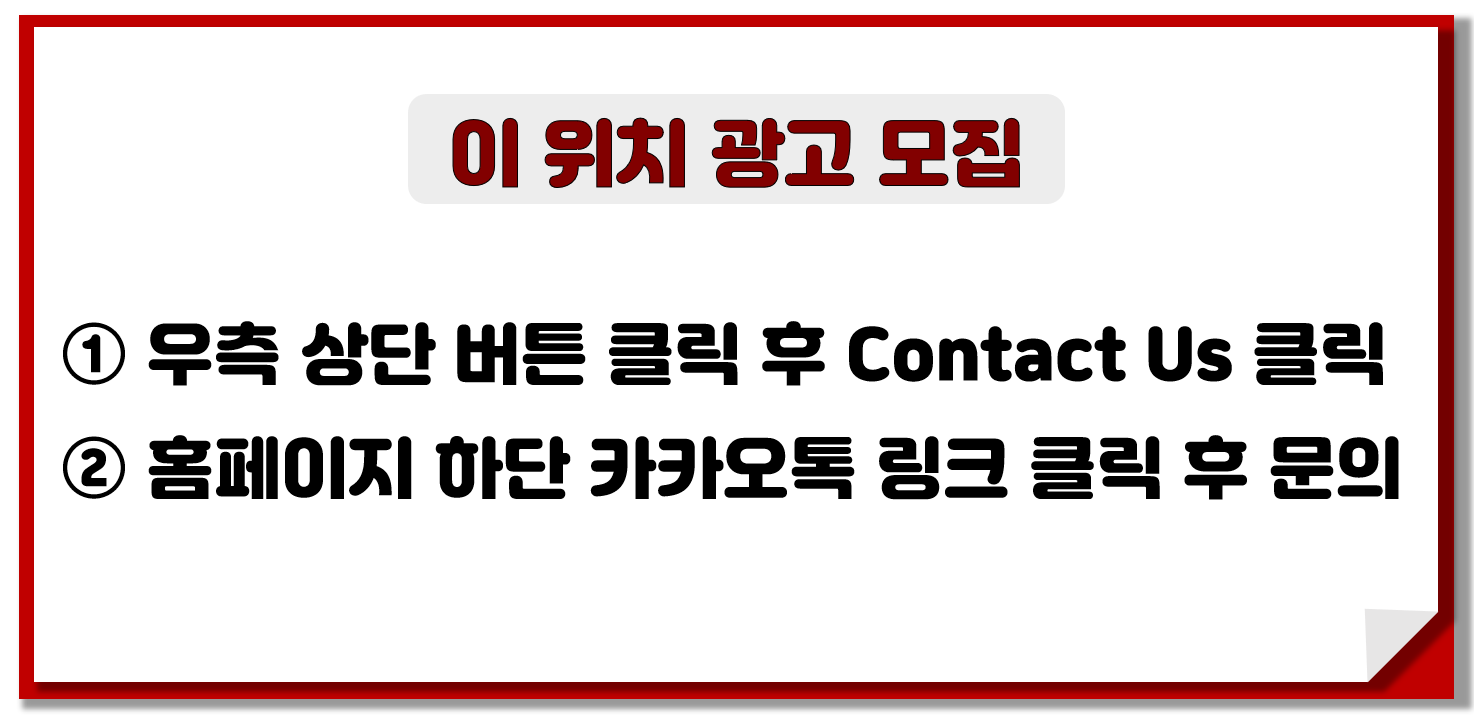 이 위치 광고 모집
① 우측 상단 버튼 클릭 후 Contact Us 클릭
② 홈페이지 하단 카카오톡 링크 클릭 후 문의